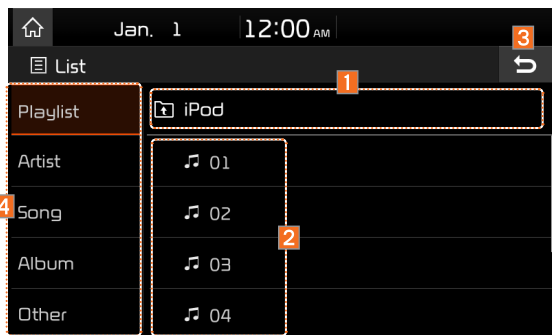 Jan. 1 12:00 AM
3
List
1
Playlist
iPod
Artist
01
4
Song
02
2
Album
03
Other
04